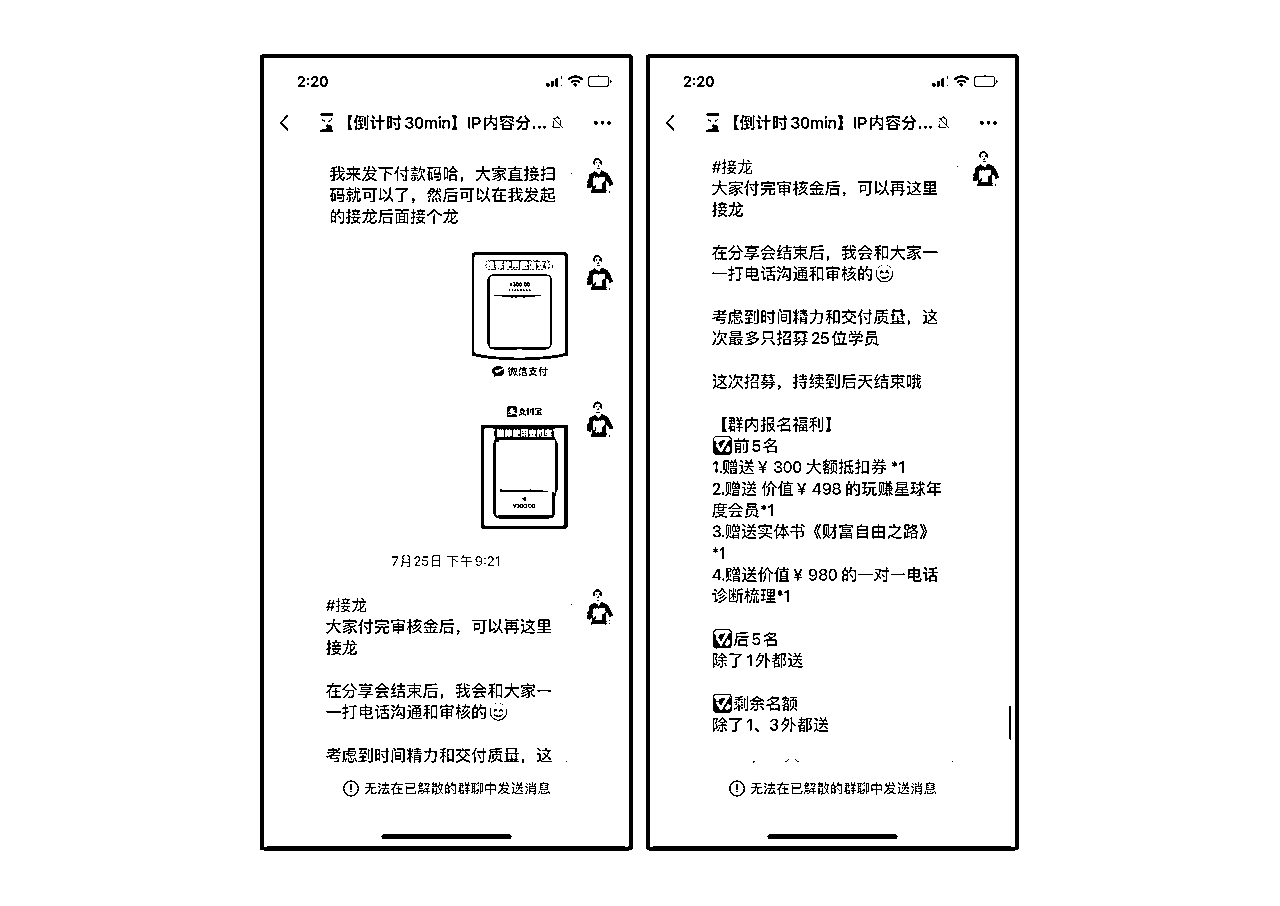 2:20
【倒计时30min】IP内容分...
我来发下付款码哈，大家直接扫
码就可以了，然后可以在我发起
的接龙后面接个龙
¥300.00
微信支付
支付宝
7月25日 下午9:21
#接龙
大家付完审核金后，可以再这里
接龙
在分享会结束后，我会和大家一
一打电话沟通和审核的
考虑到时间精力和交付质量，这
无法在已解散的群聊中发送消息
2:20
【倒计时30min】IP内容分...
#接龙
大家付完审核金后，可以再这里
接龙
在分享会结束后，我会和大家一
一打电话沟通和审核的
考虑到时间精力和交付质量，这
次最多只招募25位学员
这次招募，持续到后天结束哦
【群内报名福利】
前5名
1.赠送¥ 300 大额抵扣券 *1
2.赠送 价值¥ 498 的玩赚星球年
度会员*1
3.赠送实体书《财富自由之路》
*1
4.赠送价值¥ 980 的一对一电话
诊断梳理*1
后5名
除了1外都送
剩余名额
除了1、3外都送
无法在已解散的群聊中发送消息